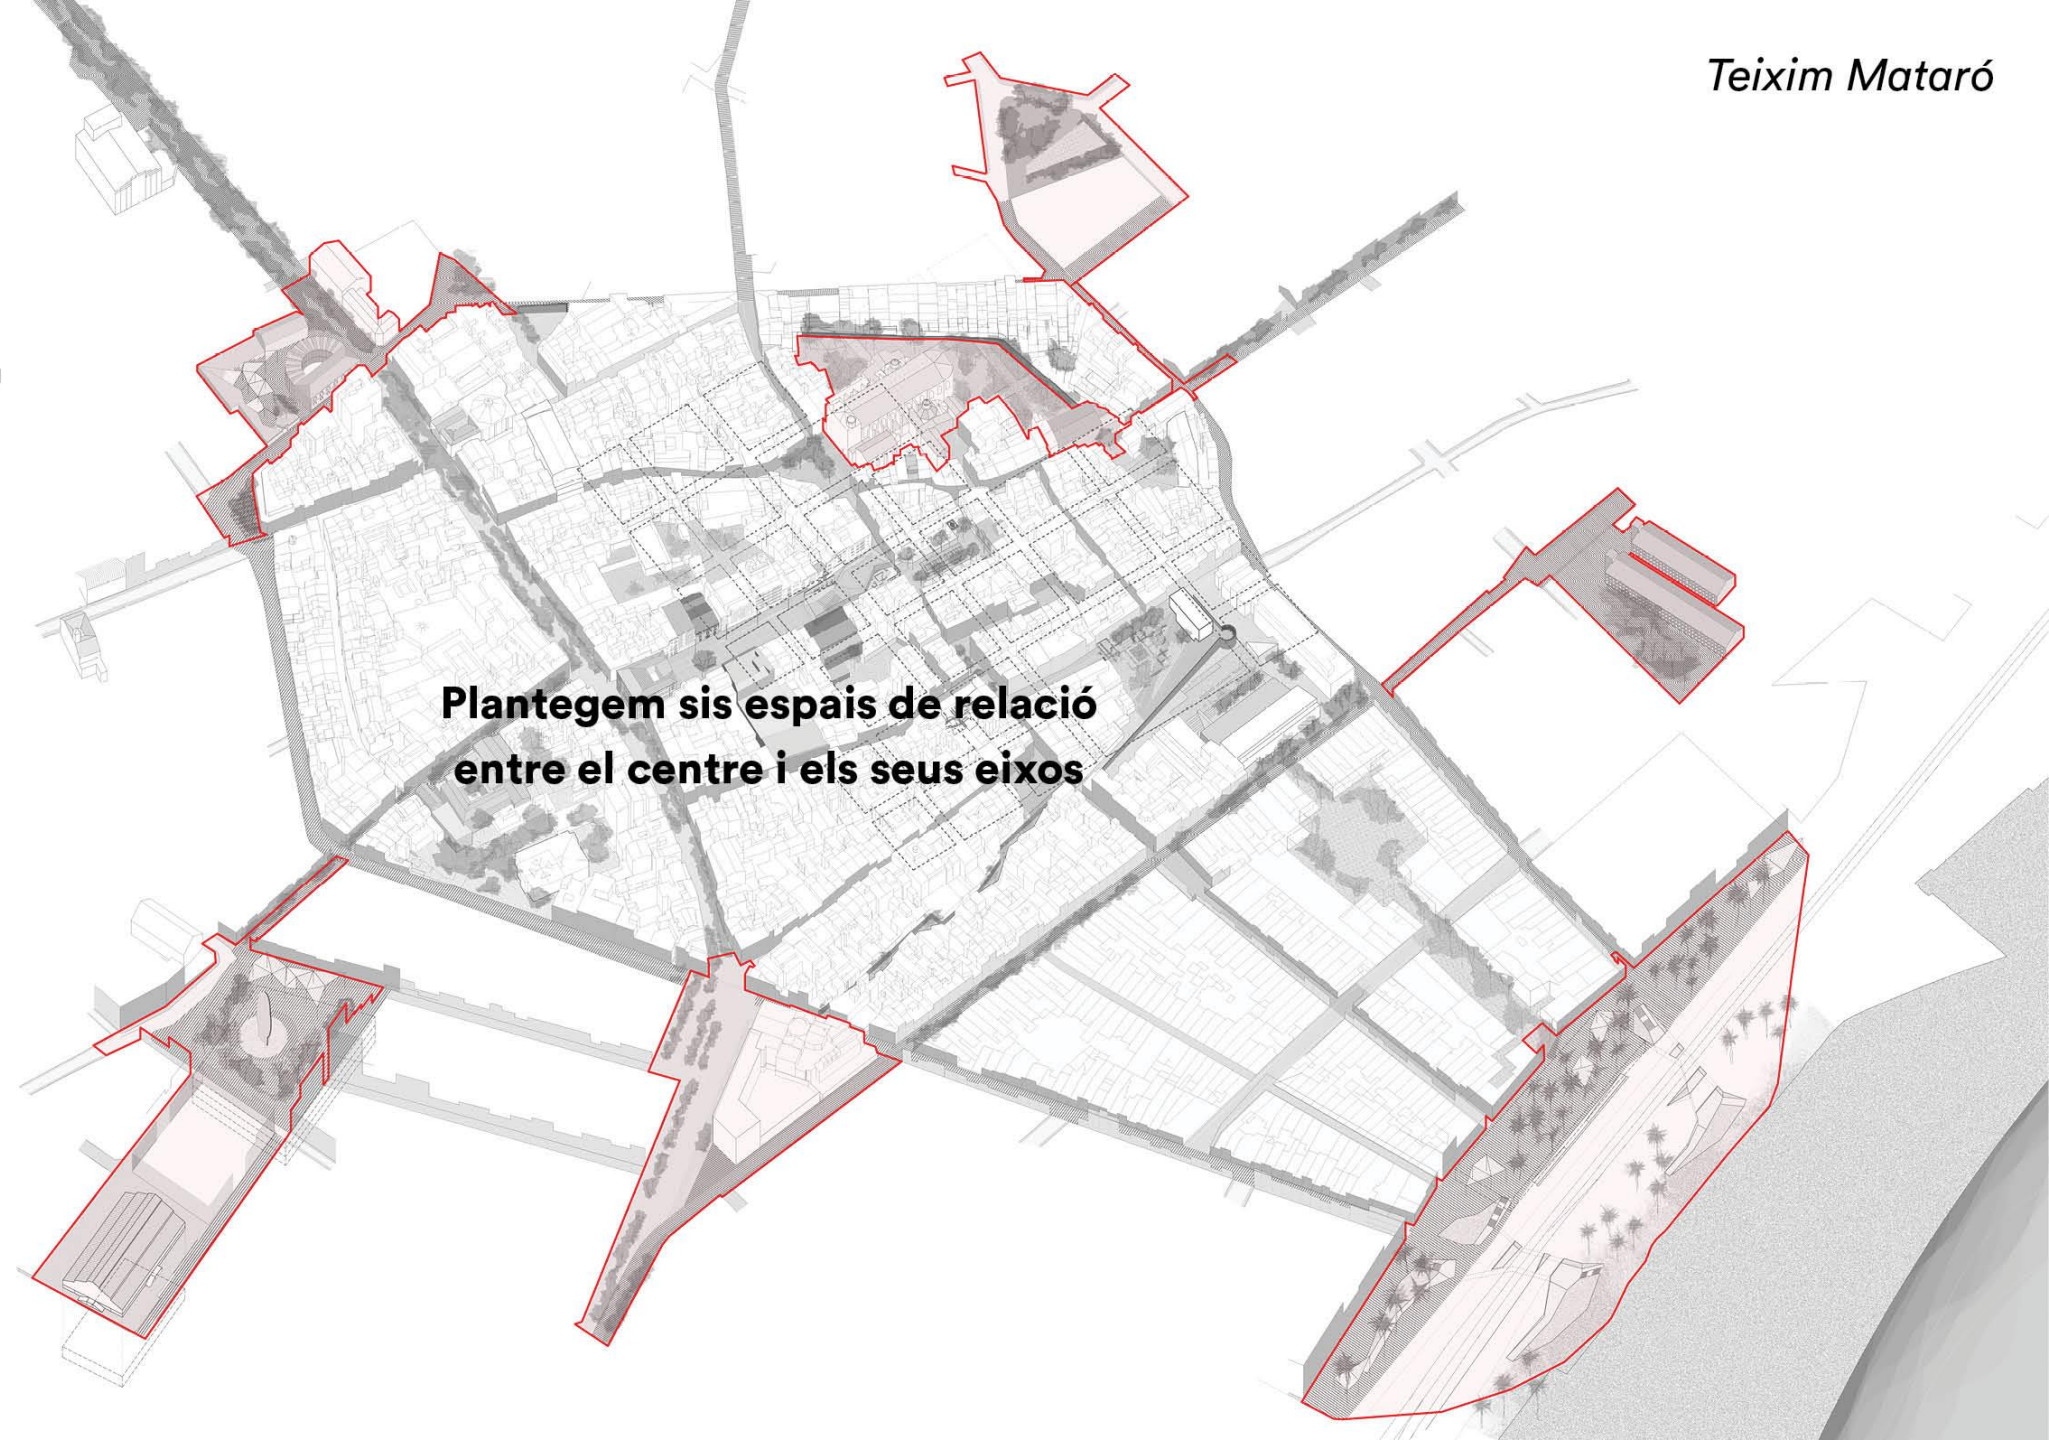 Teixim Mataró
Plantegem sis espais de relació
entre el centre i els seus eixos